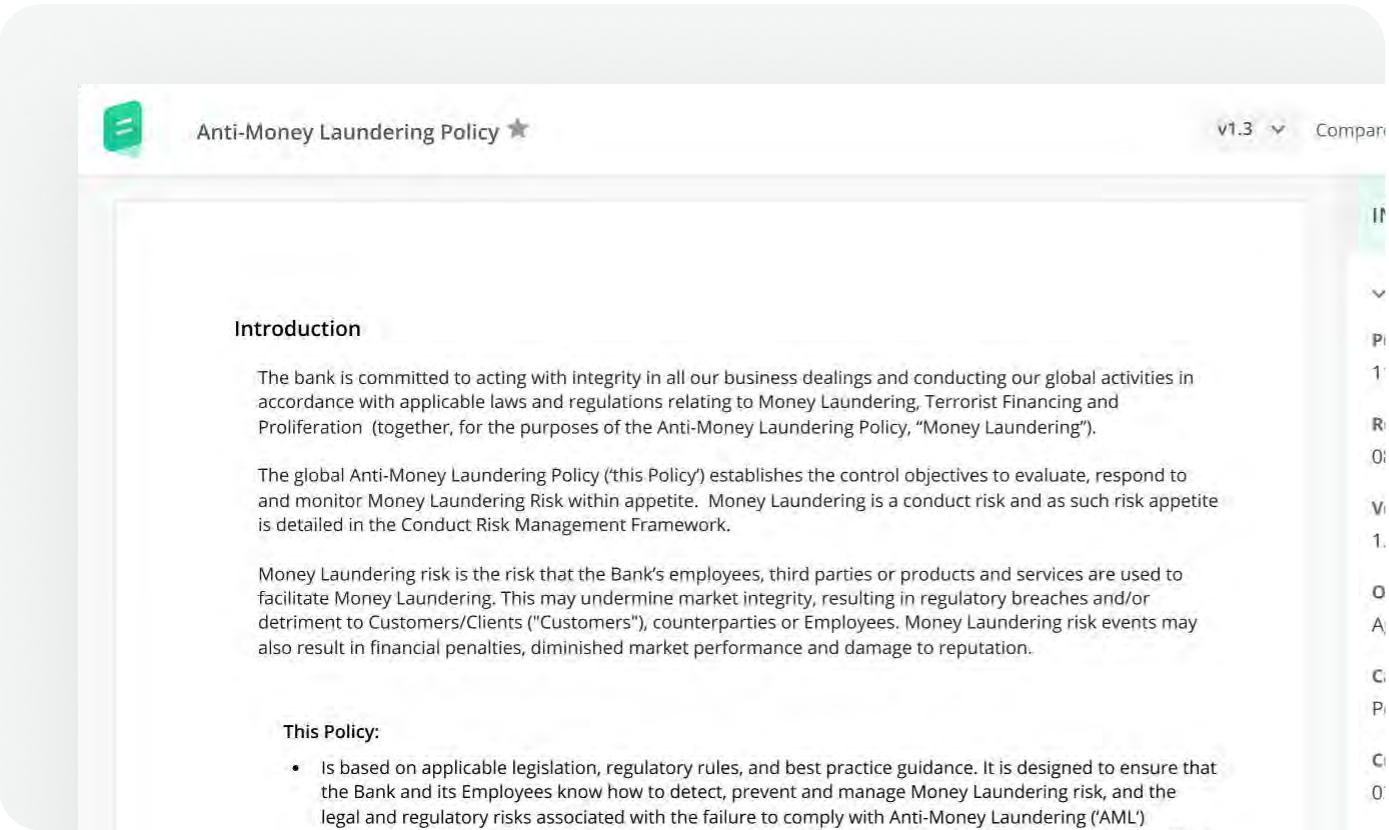 Anti-Money Laundering Policy
v1.3
Introduction
The bank is committed to acting with integrity in all our business dealings and conducting our global activities in
accordance with applicable laws and regulations relating to Money Laundering, Terrorist Financing and
Proliferation  (together, for the purposes of the Anti-Money Laundering Policy, “Money Laundering”).
The global Anti-Money Laundering Policy (‘this Policy’) establishes the control objectives to evaluate, respond to
and monitor Money Laundering Risk within appetite.  Money Laundering is a conduct risk and as such risk appetite
is detailed in the Conduct Risk Management Framework.
Money Laundering risk is the risk that the Bank’s employees, third parties or products and services are used to
facilitate Money Laundering. This may undermine market integrity, resulting in regulatory breaches and/or
detriment to Customers/Clients ("Customers"), counterparties or Employees. Money Laundering risk events may
also result in financial penalties, diminished market performance and damage to reputation.
This Policy:
• Is based on applicable legislation, regulatory rules, and best practice guidance. It is designed to ensure that
the Bank and its Employees know how to detect, prevent and manage Money Laundering risk, and the
legal and regulatory risks associated with the failure to comply with Anti-Money Laundering (‘AML’)